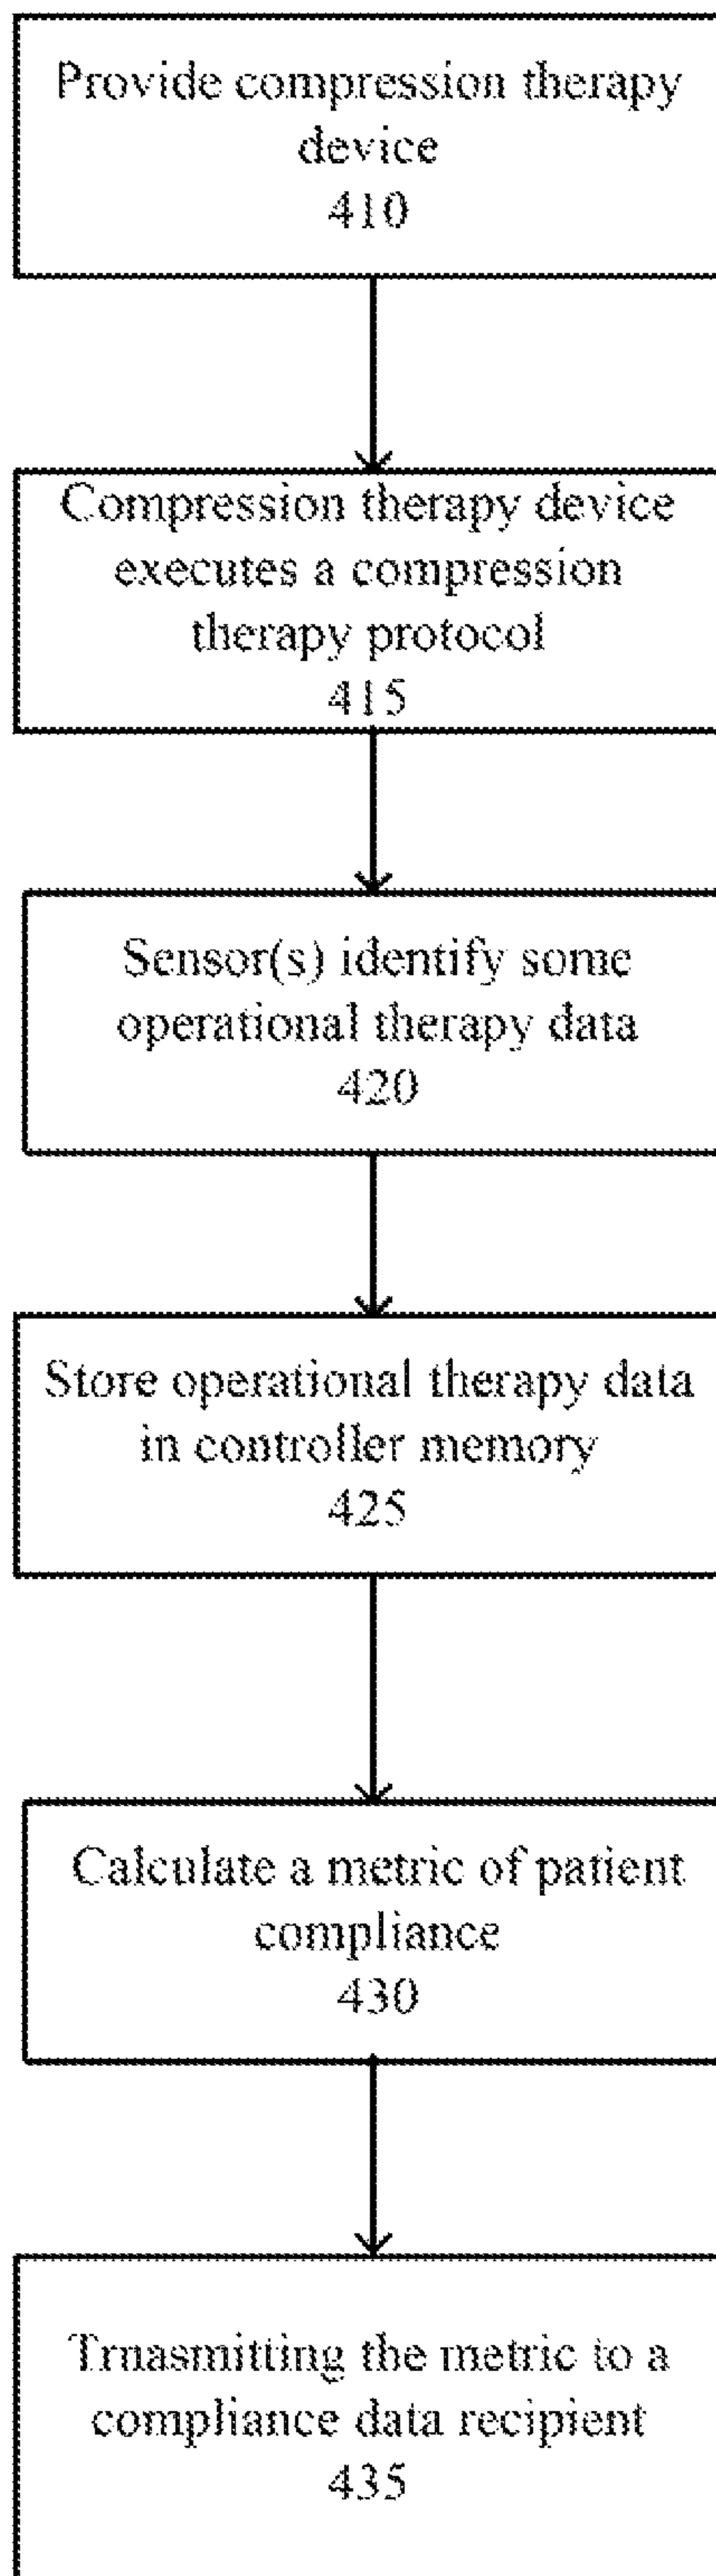 Provide compression therapy
device
410
Compression therapy device
executes a compression
therapy protocol
415
Sensor(s) identify some
operational therapy data
420
Store operational therapy data
in controller memory
425
Calculate a metric of patient
compliance
430
Trnasmitting the metric to a
compliance data recipient
435